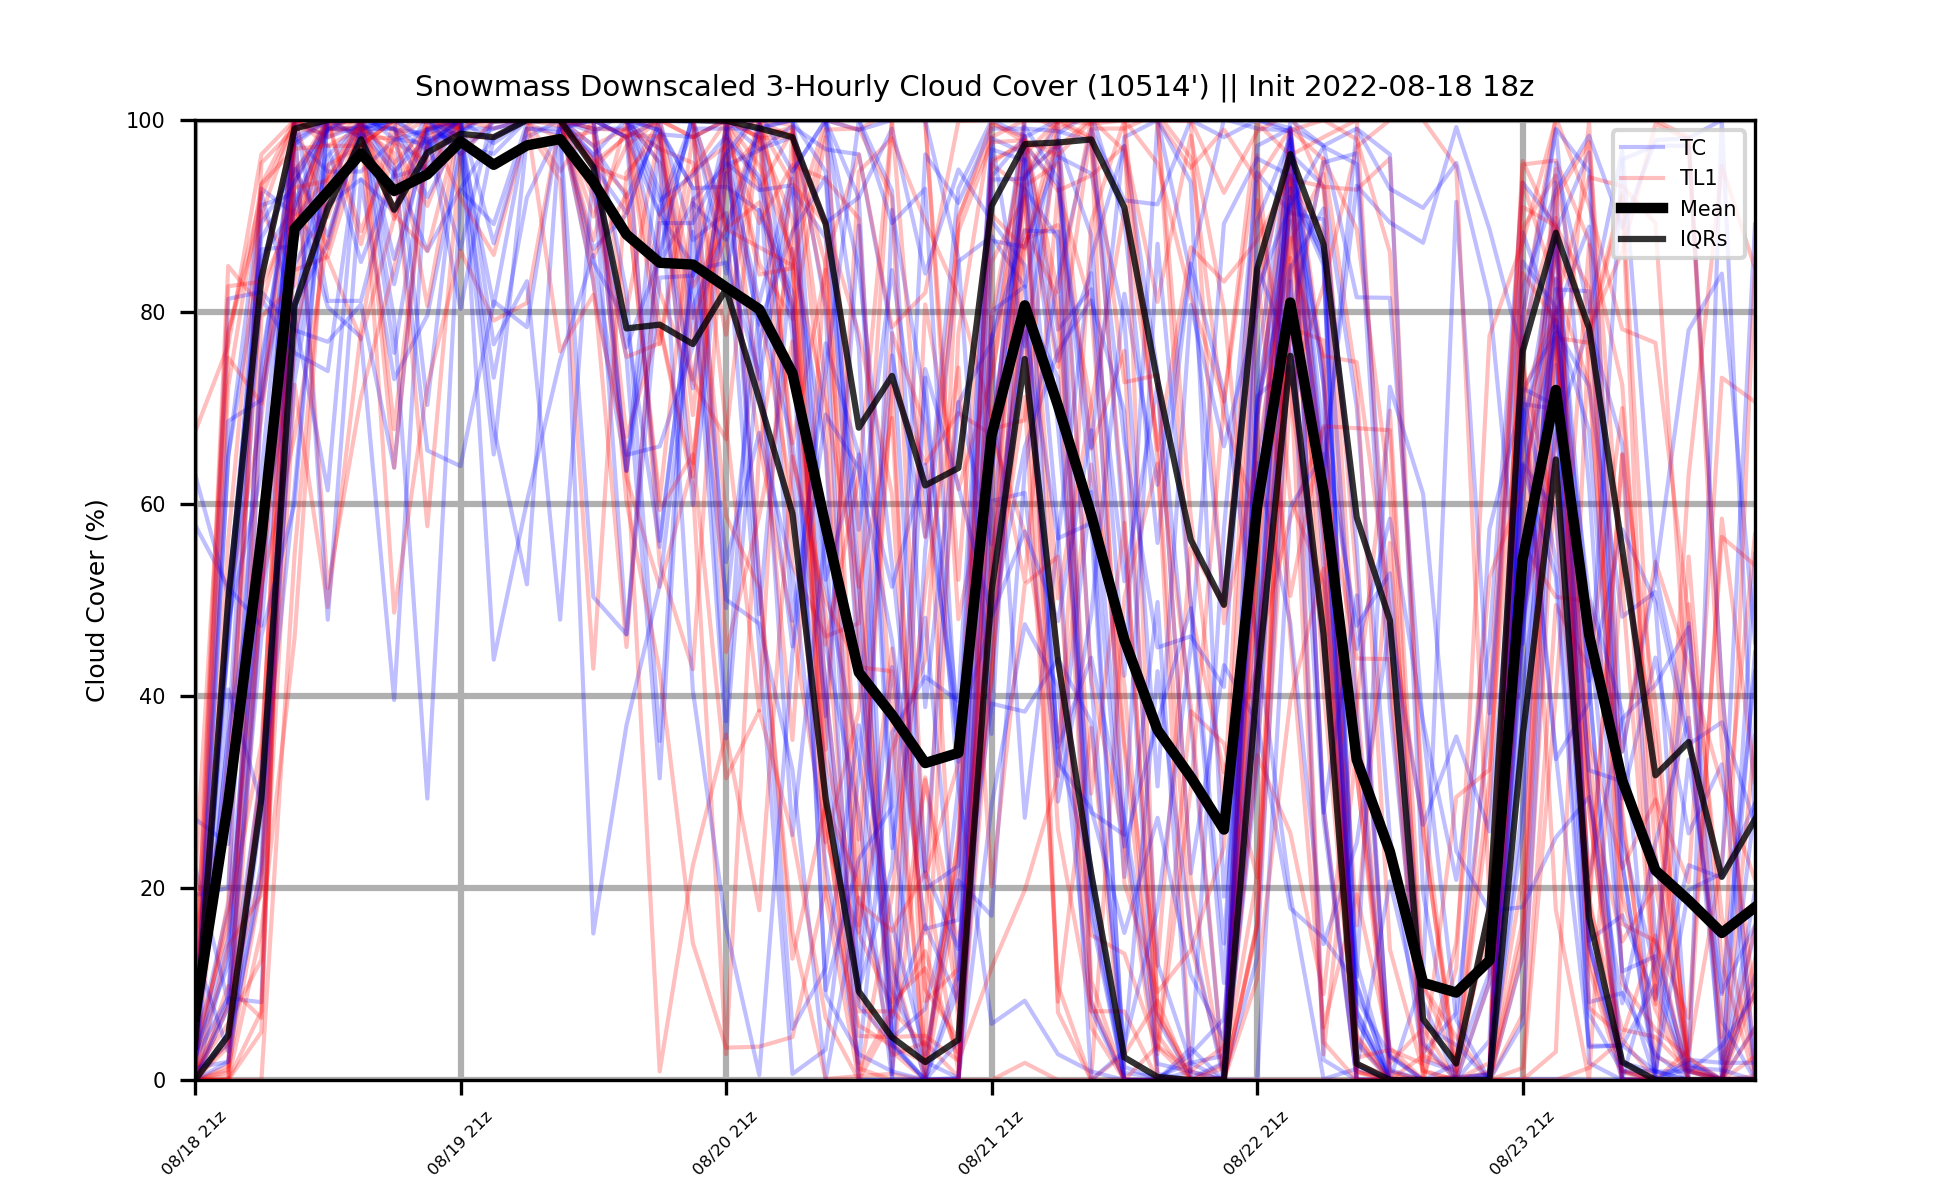 Snowmass Downscaled 3-Hourly Cloud Cover (10514') || Init 2022-08-18 18z
100
80
60
40
20
0
Cloud Cover (%)
TC
TL1
Mean
IQRs
08/18 21z
08/19 21z
08/20 21z
08/21 21z
08/22 21z
08/23 21z